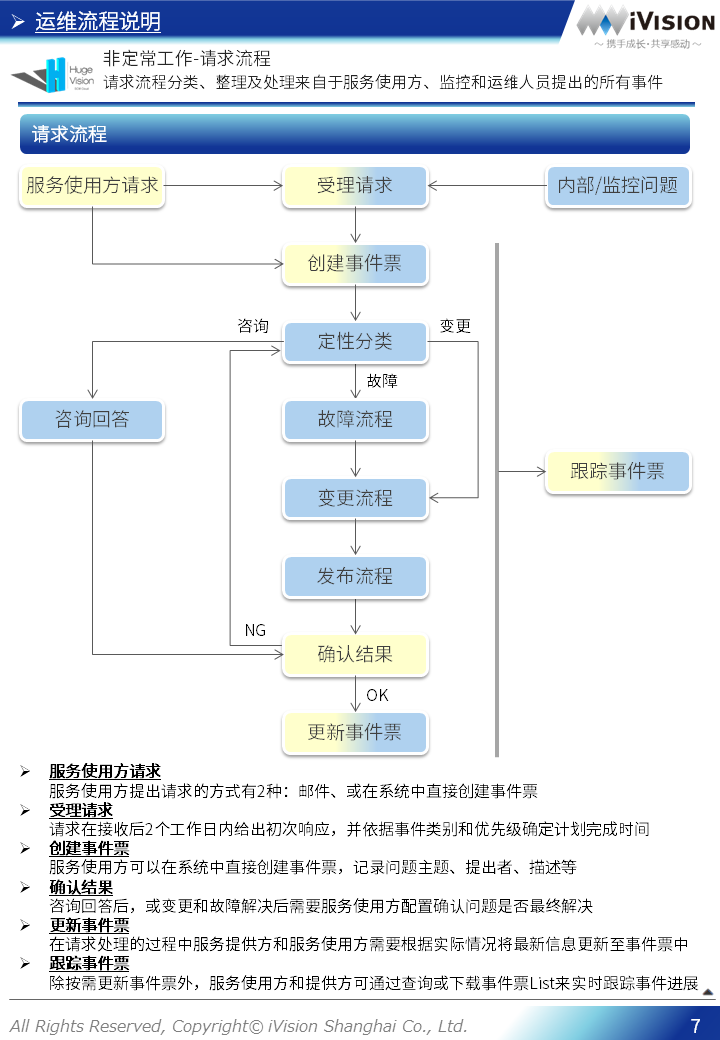 运维流程说明
iVision
～ 携手成长·共享感动 ～
Huge
Vision
非定常工作-请求流程
请求流程分类、整理及处理来自于服务使用方、监控和运维人员提出的所有事件
请求流程
服务使用方请求
受理请求
内部/监控问题
创建事件票
咨询
定性分类
变更
故障
咨询回答
故障流程
跟踪事件票
变更流程
发布流程
NG
确认结果
OK
更新事件票
服务使用方请求
服务使用方提出请求的方式有2种：邮件、或在系统中直接创建事件票
受理请求
请求在接收后2个工作日内给出初次响应，并依据事件类别和优先级确定计划完成时间
创建事件票
服务使用方可以在系统中直接创建事件票，记录问题主题、提出者、描述等
确认结果
咨询回答后，或变更和故障解决后需要服务使用方配置确认问题是否最终解决
更新事件票
在请求处理的过程中服务提供方和服务使用方需要根据实际情况将最新信息更新至事件票中
跟踪事件票
除按需更新事件票外，服务使用方和提供方可通过查询或下载事件票List来实时跟踪事件进展
All Rights Reserved, Copyright© iVision Shanghai Co., Ltd.
7